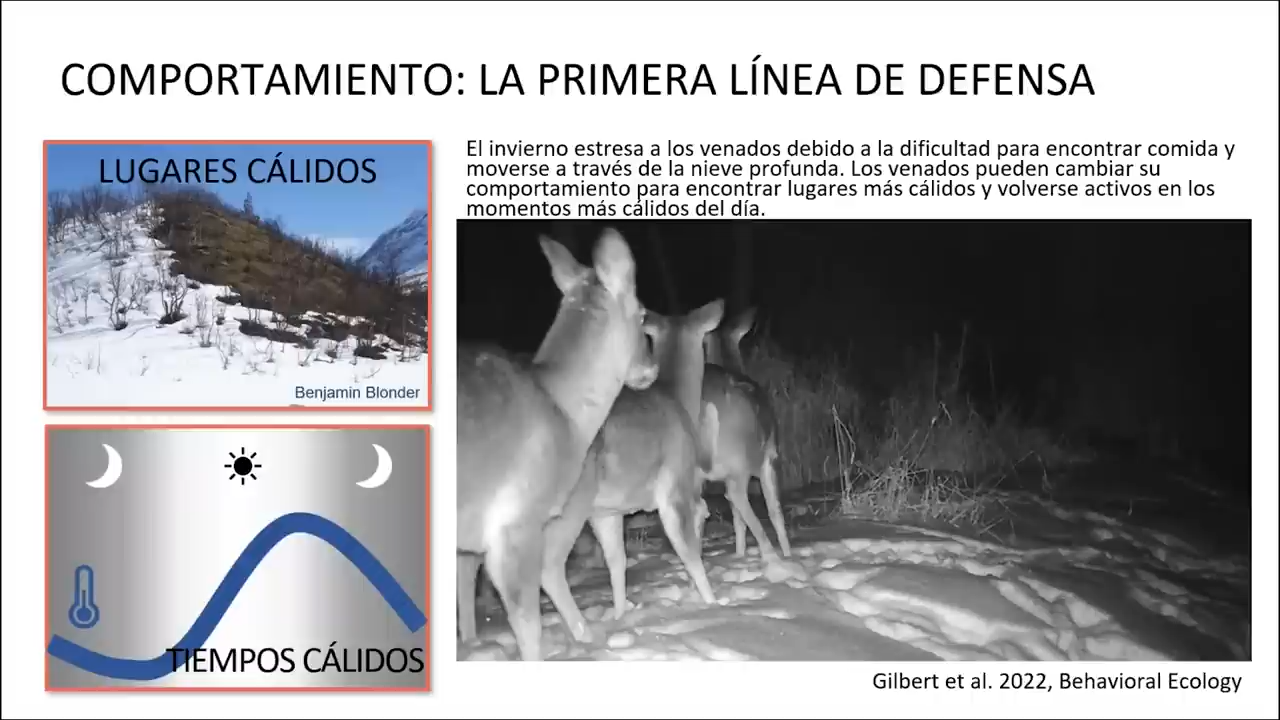 COMPORTAMIENTO: LA PRIMERA LÍNEA DE DEFENSA
LUGARES CÁLIDOS
Benjamin Blonder
TIEMPOS CÁLIDOS
El invierno estresa a los venados debido a la dificultad para encontrar comida y
moverse a través de la nieve profunda. Los venados pueden cambiar su
comportamiento para encontrar lugares más cálidos y volverse activos en los
momentos más cálidos del día.
Gilbert et al. 2022, Behavioral Ecology